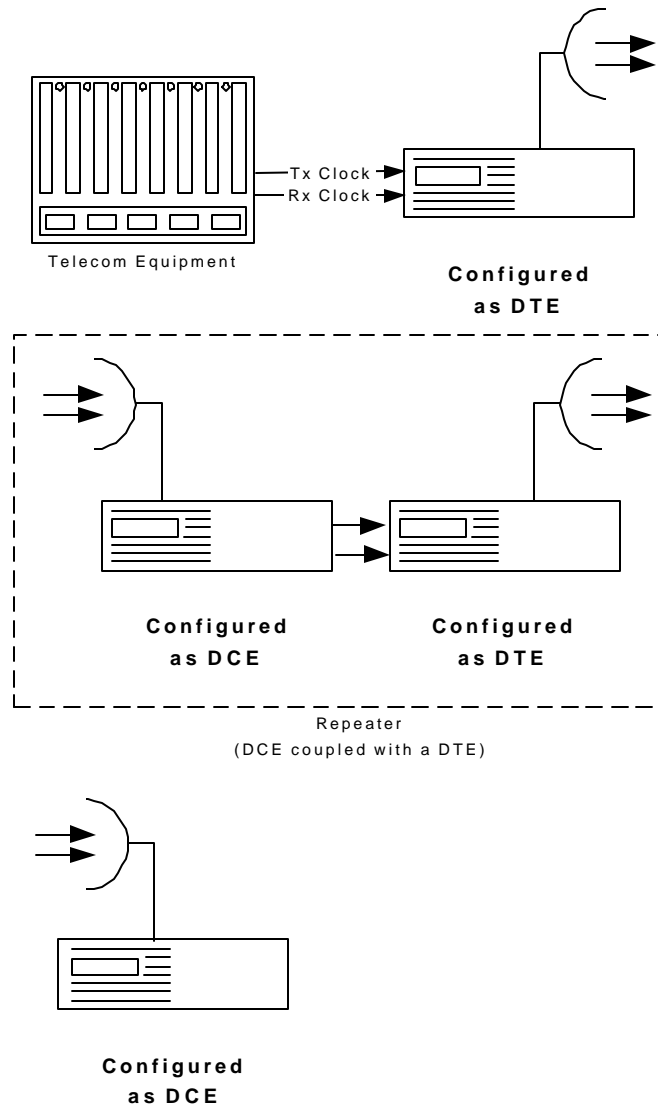 Tx Clock
Rx Clock
Telecom Equipment
Configured
as DTE
Configured
as DCE
Configured
as DTE
Repeater
(DCE coupled with a DTE)
Configured
as DCE